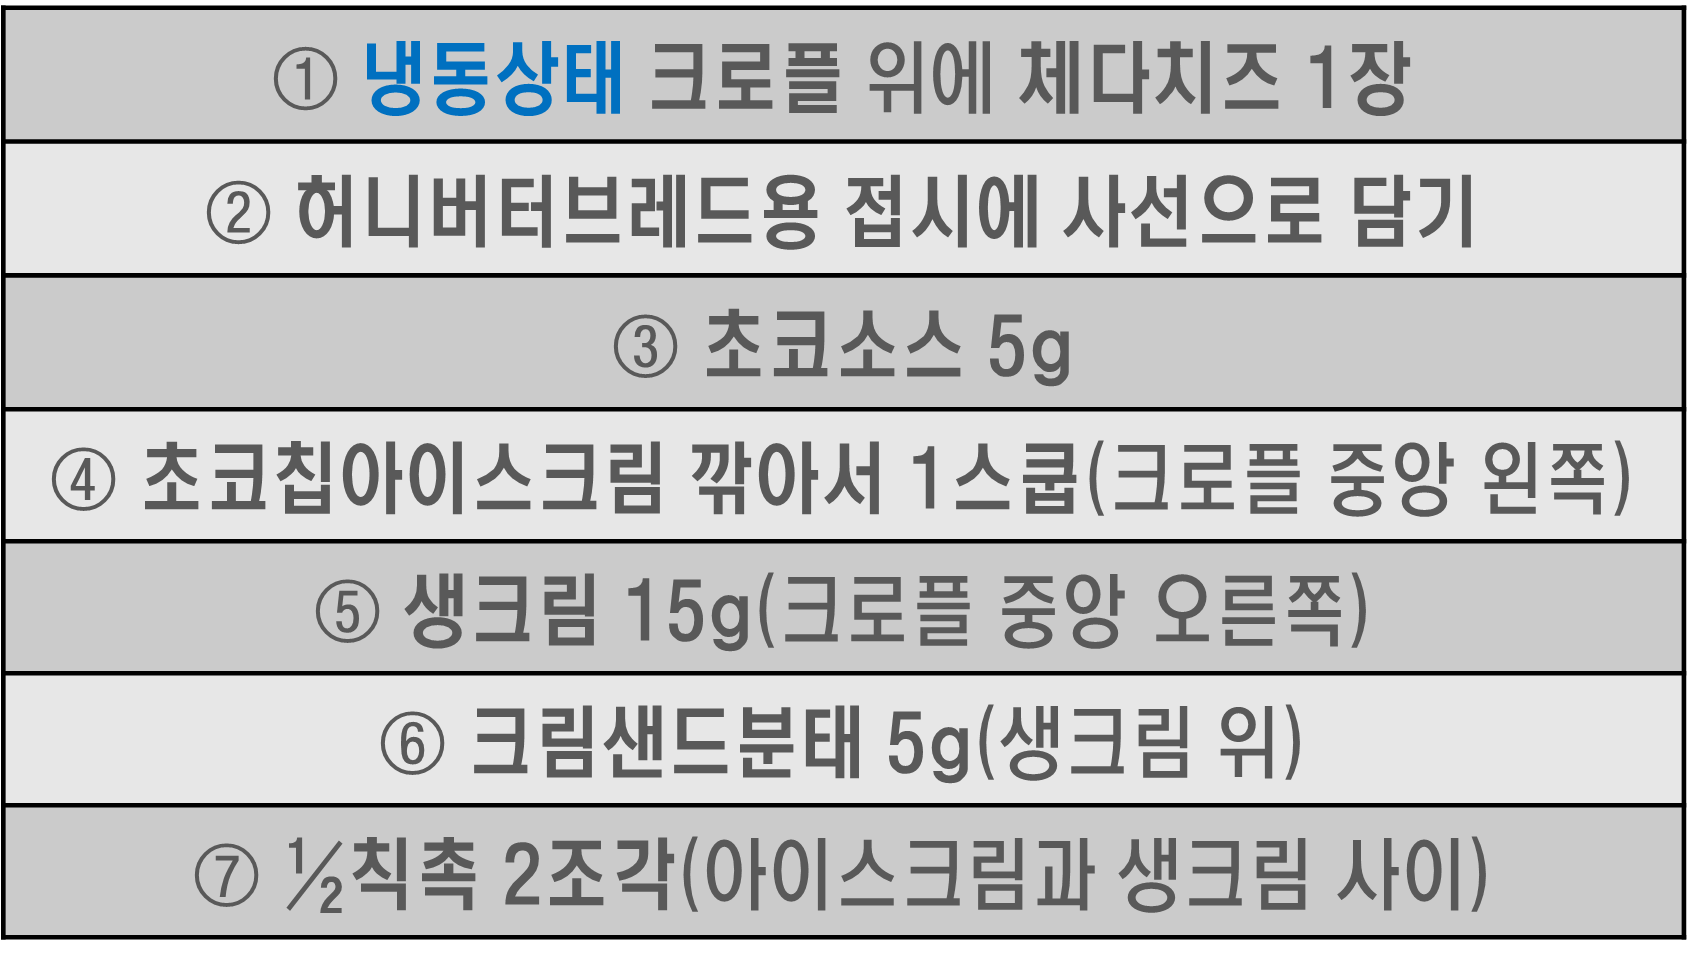 ① 냉동상태 크로플 위에 체다치즈 1장
② 허니버터브레드용 접시에 사선으로 담기
③ 초코소스 5g
④ 초코칩아이스크림 깎아서 1스쿱(크로플 중앙 왼쪽)
⑤ 생크림 15g(크로플 중앙 오른쪽)
⑥ 크림샌드분태 5g(생크림 위)
⑦ ½칙촉 2조각(아이스크림과 생크림 사이)